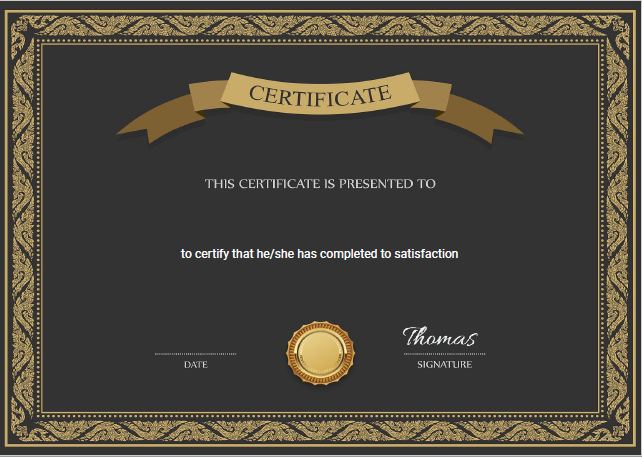 CERTIFICATE
THIS CERTIFICATE IS PRESENTED TO
to certify that he/she has completed to satisfaction
Thomas
DATE
SIGNATURE